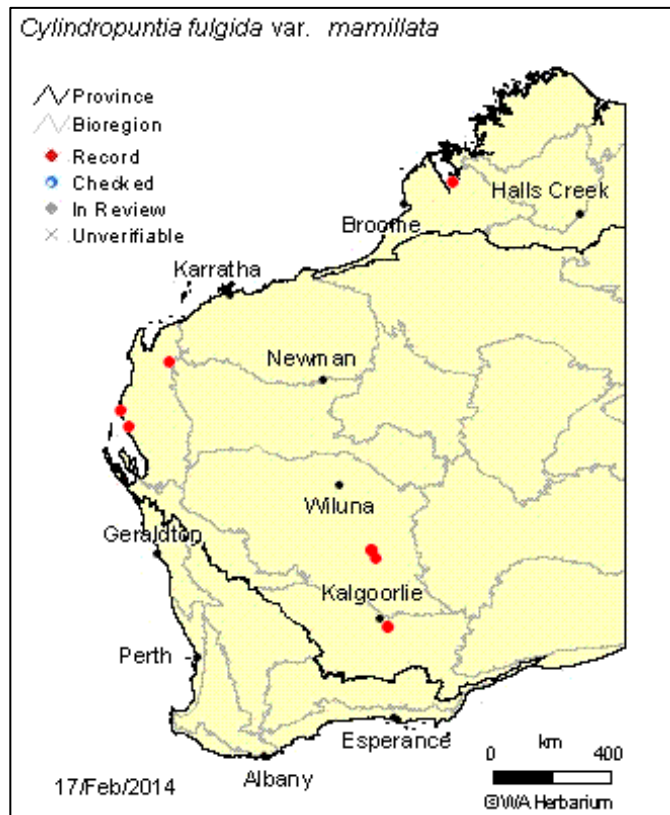 Cylindropuntia fulgida var. mamillata
Province
Bioregion
Record
Checked
In Review
Unverifiable
Halls Creek
Broome
Karratha
Newman
Wiluna
Geraldton
Kalgoorlie
Perth
Esperance
Albany
0 km 400
17/Feb/2014
©WA Herbarium